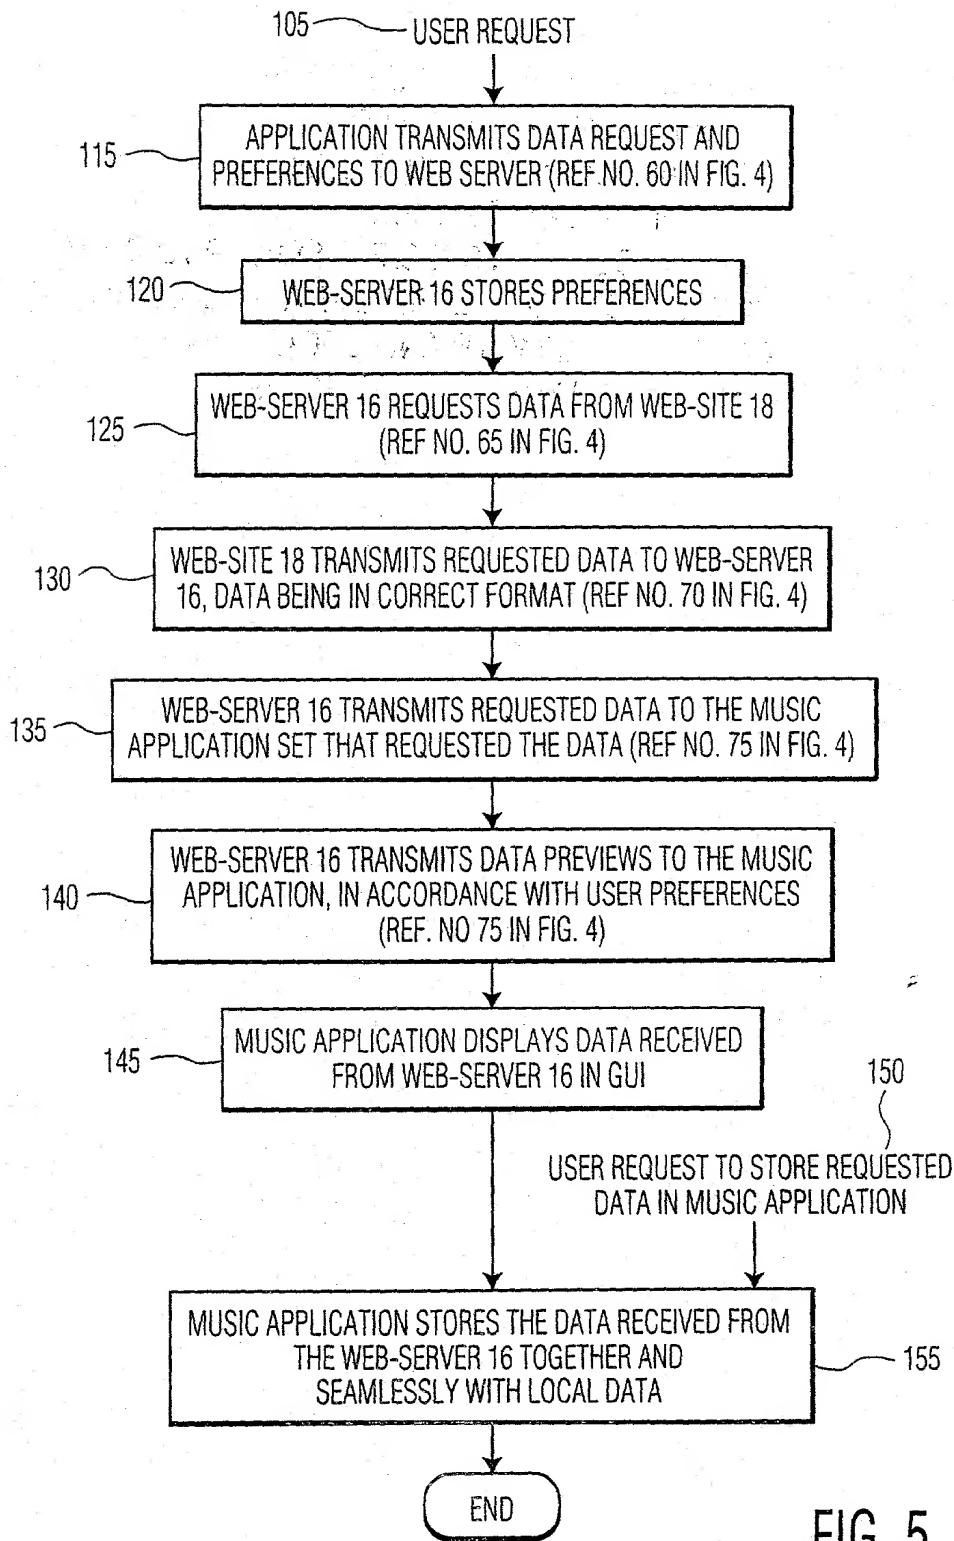 105
USER REQUEST
115
APPLICATION TRANSMITS DATA REQUEST AND
PREFERENCES TO WEB SERVER (REF NO. 60 IN FIG. 4)
120
WEB-SERVER 16 STORES PREFERENCES
125
WEB-SERVER 16 REQUESTS DATA FROM WEB-SITE 18
(REF NO. 65 IN FIG. 4)
130
WEB-SITE 18 TRANSMITS REQUESTED DATA TO WEB-SERVER
16, DATA BEING IN CORRECT FORMAT (REF NO. 70 IN FIG. 4)
135
WEB-SERVER 16 TRANSMITS REQUESTED DATA TO THE MUSIC
APPLICATION SET THAT REQUESTED THE DATA (REF NO. 75 IN FIG. 4)
140
WEB-SERVER 16 TRANSMITS DATA PREVIEWS TO THE MUSIC
APPLICATION, IN ACCORDANCE WITH USER PREFERENCES
(REF. NO 75 IN FIG. 4)
145
MUSIC APPLICATION DISPLAYS DATA RECEIVED
FROM WEB-SERVER 16 IN GUI
150
USER REQUEST TO STORE REQUESTED
DATA IN MUSIC APPLICATION
MUSIC APPLICATION STORES THE DATA RECEIVED FROM
THE WEB-SERVER 16 TOGETHER AND
SEAMLESSLY WITH LOCAL DATA
155
END
FIG. 5